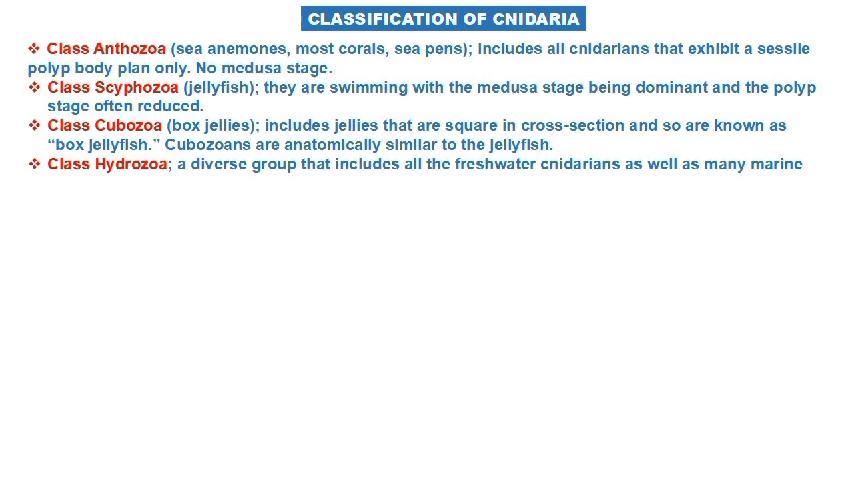 CLASSIFICATION OF CNIDARIA
❖ Class Anthozoa (sea anemones, most corals, sea pens); includes all cnidarians that exhibit a sessile
polyp body plan only. No medusa stage.
❖ Class Scyphozoa (jellyfish); they are swimming with the medusa stage being dominant and the polyp
stage often reduced.
❖ Class Cubozoa (box jellies); includes jellies that are square in cross-section and so are known as
“box jellyfish.” Cubozoans are anatomically similar to the jellyfish.
❖ Class Hydrozoa; a diverse group that includes all the freshwater cnidarians as well as many marine